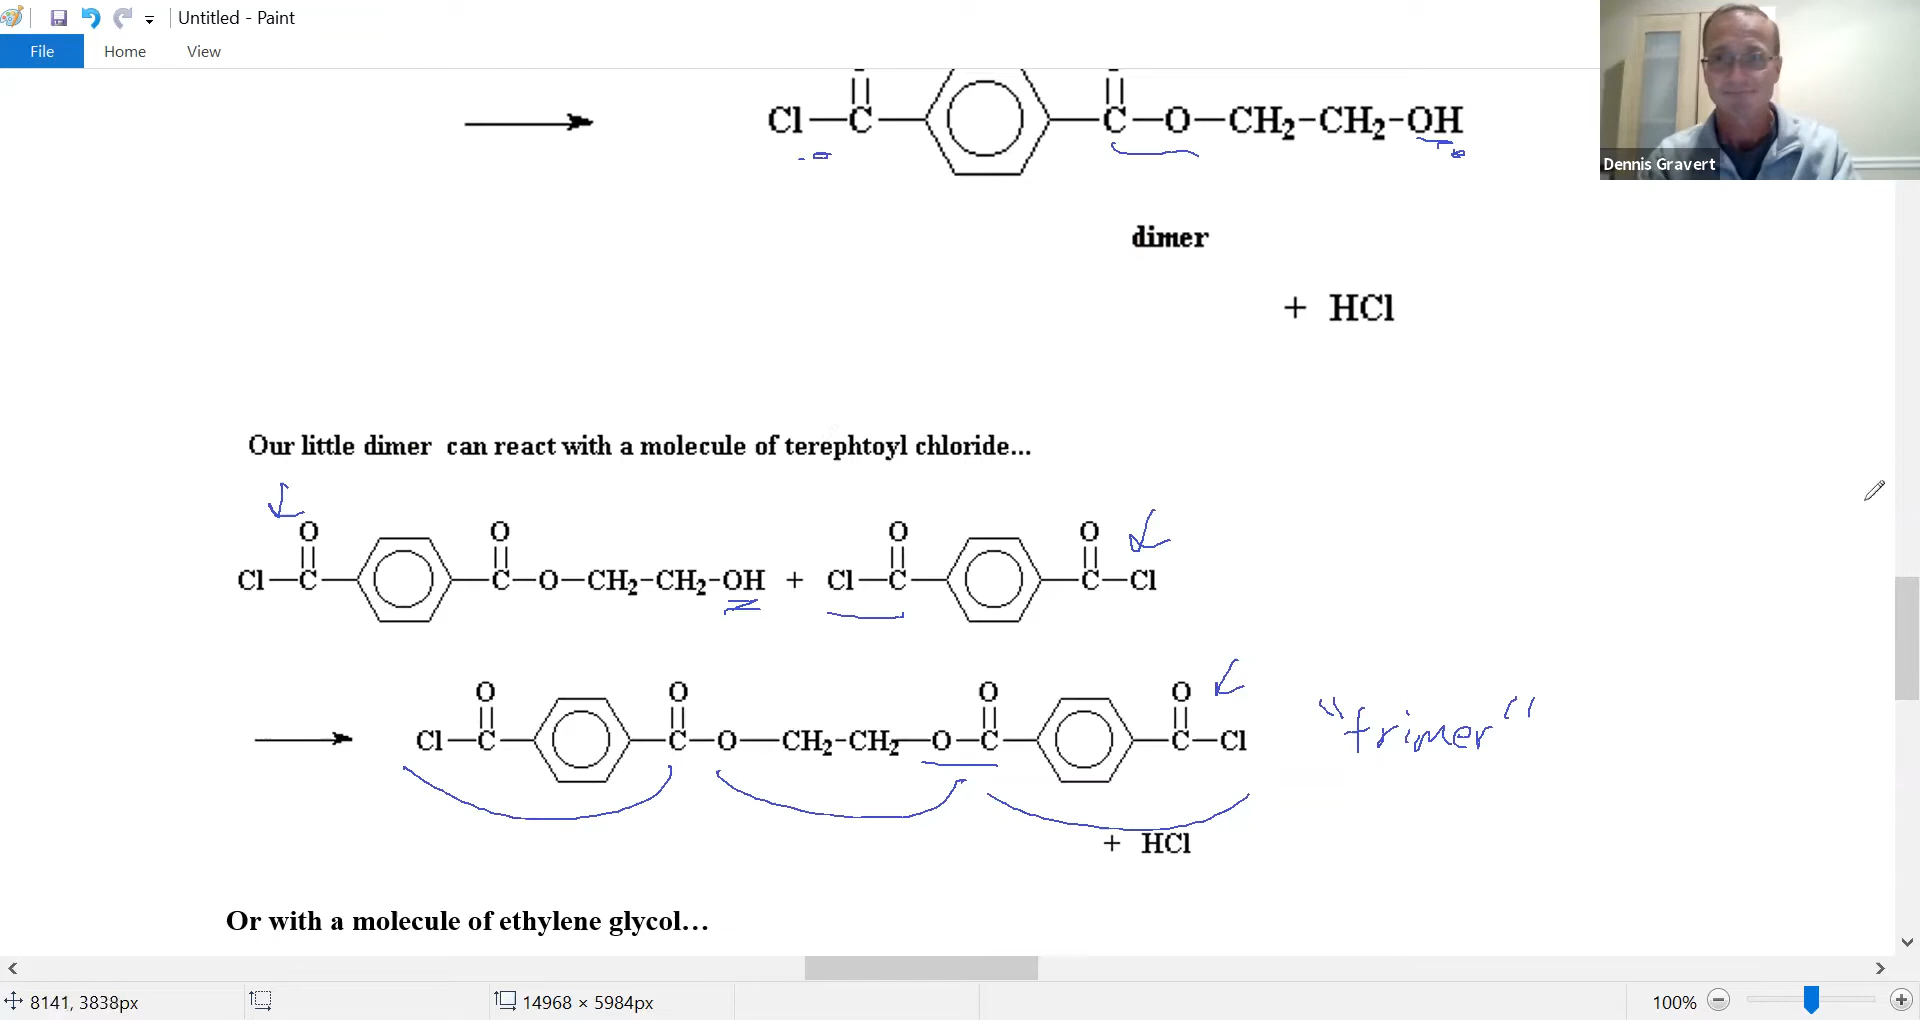 Untitled - Paint
File Home View
Dennis Gravert
Cl—C—C—O—CH2-CH2-OH
dimer
+ HCl
Our little dimer can react with a molecule of terephtoyl chloride...
O O O O
Cl—C—C—O—CH2-CH2-OH + Cl—C—C—Cl
O O O O
Cl—C—C—O—CH2-CH2—O—C—C—Cl
"trimer"
+ HCl
Or with a molecule of ethylene glycol...
8141, 3838px 14968 × 5984px 100%